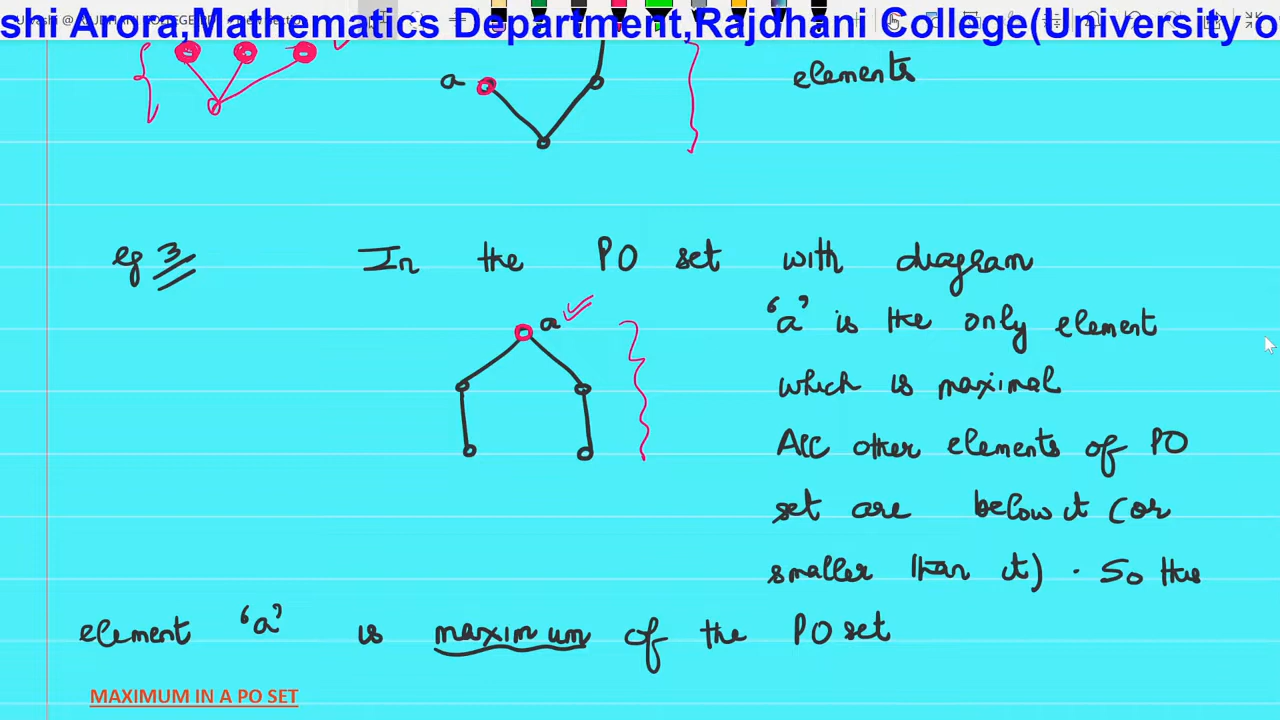 shi Arora,Mathematics Department,Rajdhani College(University o
a
elements
eg 3 In the PO set with diagram
a
'a' is the only element
which is maximal
All other elements of PO
set are below it (or
smaller than it) . So this
element 'a' is maximum of the PO set
MAXIMUM IN A PO SET